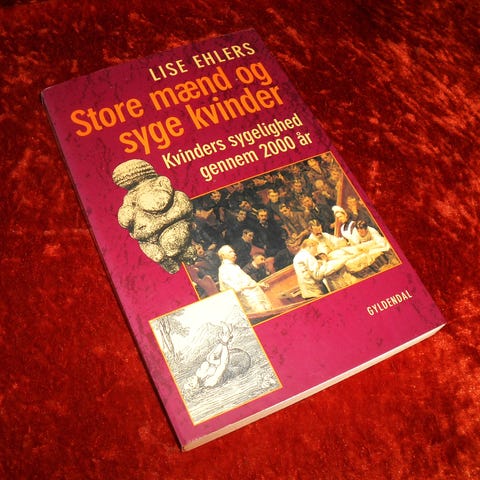 LISE EHLERS
Store mænd og
syge kvinder
Kvinders sygelighed
gennem 2000 år
GYLDENDAL